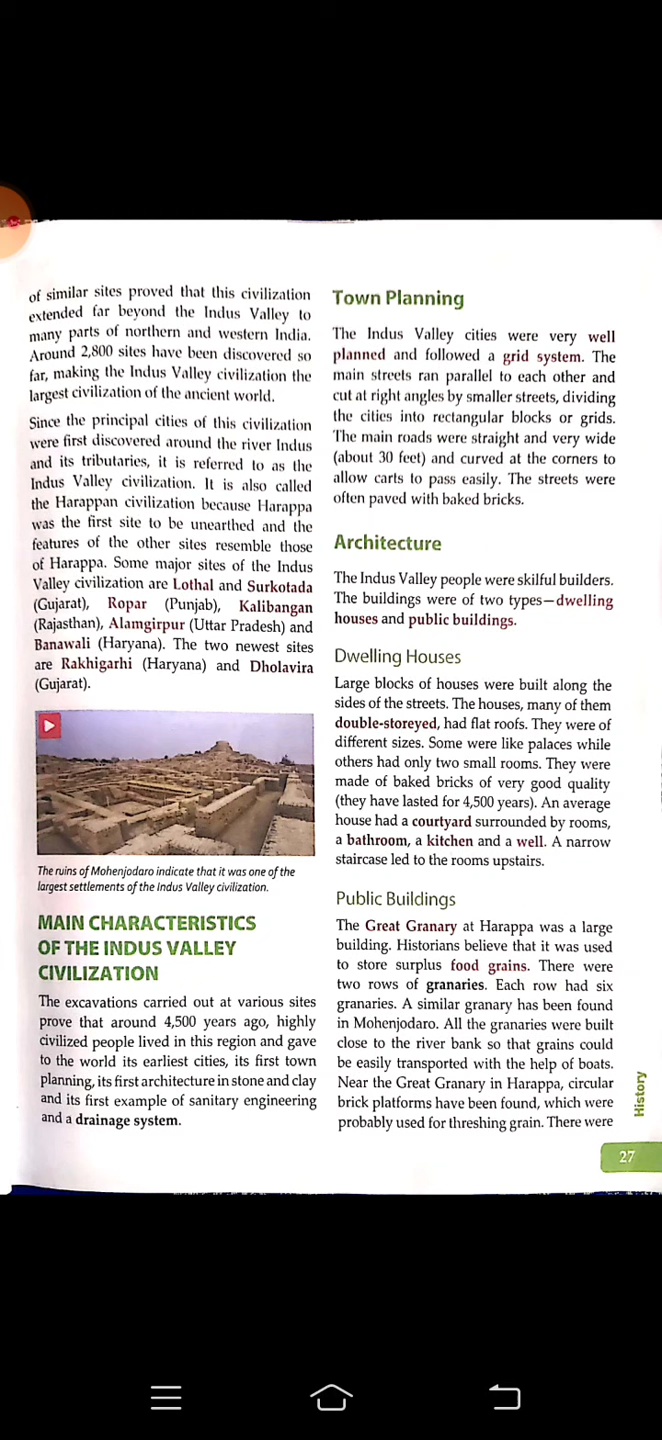 of similar sites proved that this civilization
extended far beyond the Indus Valley to
many parts of northern and western India.
Around 2,800 sites have been discovered so
far, making the Indus Valley civilization the
largest civilization of the ancient world.
Since the principal cities of this civilization
were first discovered around the river Indus
and its tributaries, it is referred to as the
Indus Valley civilization. It is also called
the Harappan civilization because Harappa
was the first site to be unearthed and the
features of the other sites resemble those
of Harappa. Some major sites of the Indus
Valley civilization are Lothal and Surkotada
(Gujarat), Ropar (Punjab), Kalibangan
(Rajasthan), Alamgirpur (Uttar Pradesh) and
Banawali (Haryana). The two newest sites
are Rakhigarhi (Haryana) and Dholavira
(Gujarat).
The ruins of Mohenjodaro indicate that it was one of the
largest settlements of the Indus Valley civilization.
MAIN CHARACTERISTICS
OF THE INDUS VALLEY
CIVILIZATION
The excavations carried out at various sites
prove that around 4,500 years ago, highly
civilized people lived in this region and gave
to the world its earliest cities, its first town
planning, its first architecture in stone and clay
and its first example of sanitary engineering
and a drainage system.
Town Planning
The Indus Valley cities were very well
planned and followed a grid system. The
main streets ran parallel to each other and
cut at right angles by smaller streets, dividing
the cities into rectangular blocks or grids.
The main roads were straight and very wide
(about 30 feet) and curved at the corners to
allow carts to pass easily. The streets were
often paved with baked bricks.
Architecture
The Indus Valley people were skilful builders.
The buildings were of two types—dwelling
houses and public buildings.
Dwelling Houses
Large blocks of houses were built along the
sides of the streets. The houses, many of them
double-storeyed, had flat roofs. They were of
different sizes. Some were like palaces while
others had only two small rooms. They were
made of baked bricks of very good quality
(they have lasted for 4,500 years). An average
house had a courtyard surrounded by rooms,
a bathroom, a kitchen and a well. A narrow
staircase led to the rooms upstairs.
Public Buildings
The Great Granary at Harappa was a large
building. Historians believe that it was used
to store surplus food grains. There were
two rows of granaries. Each row had six
granaries. A similar granary has been found
in Mohenjodaro. All the granaries were built
close to the river bank so that grains could
be easily transported with the help of boats.
Near the Great Granary in Harappa, circular
brick platforms have been found, which were
probably used for threshing grain. There were
History
27